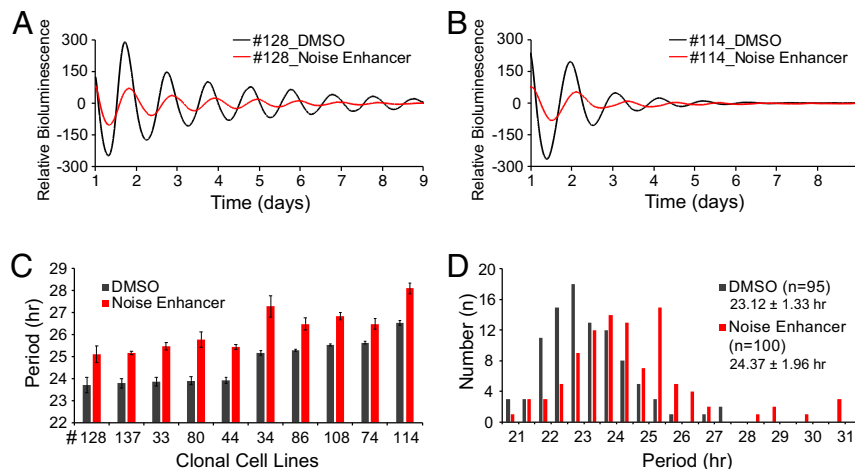 A
Relative Bioluminescence
300
150
0
-150
-300
#128_DMSO
#128_Noise Enhancer
1 2 3 4 5 6 7 8 9
Time (days)
B
Relative Bioluminescence
300
150
0
-150
-300
#114_DMSO
#114_Noise Enhancer
1 2 3 4 5 6 7 8
Time (days)
C
Period (hr)
29
28
27
26
25
24
23
22
DMSO
Noise Enhancer
#128 137 33 80 44 34 86 108 74 114
Clonal Cell Lines
D
Number (n)
20
16
12
8
4
0
DMSO (n=95)
23.12 ± 1.33 hr
Noise Enhancer
(n=100)
24.37 ± 1.96 hr
21 22 23 24 25 26 27 28 29 30 31
Period (hr)